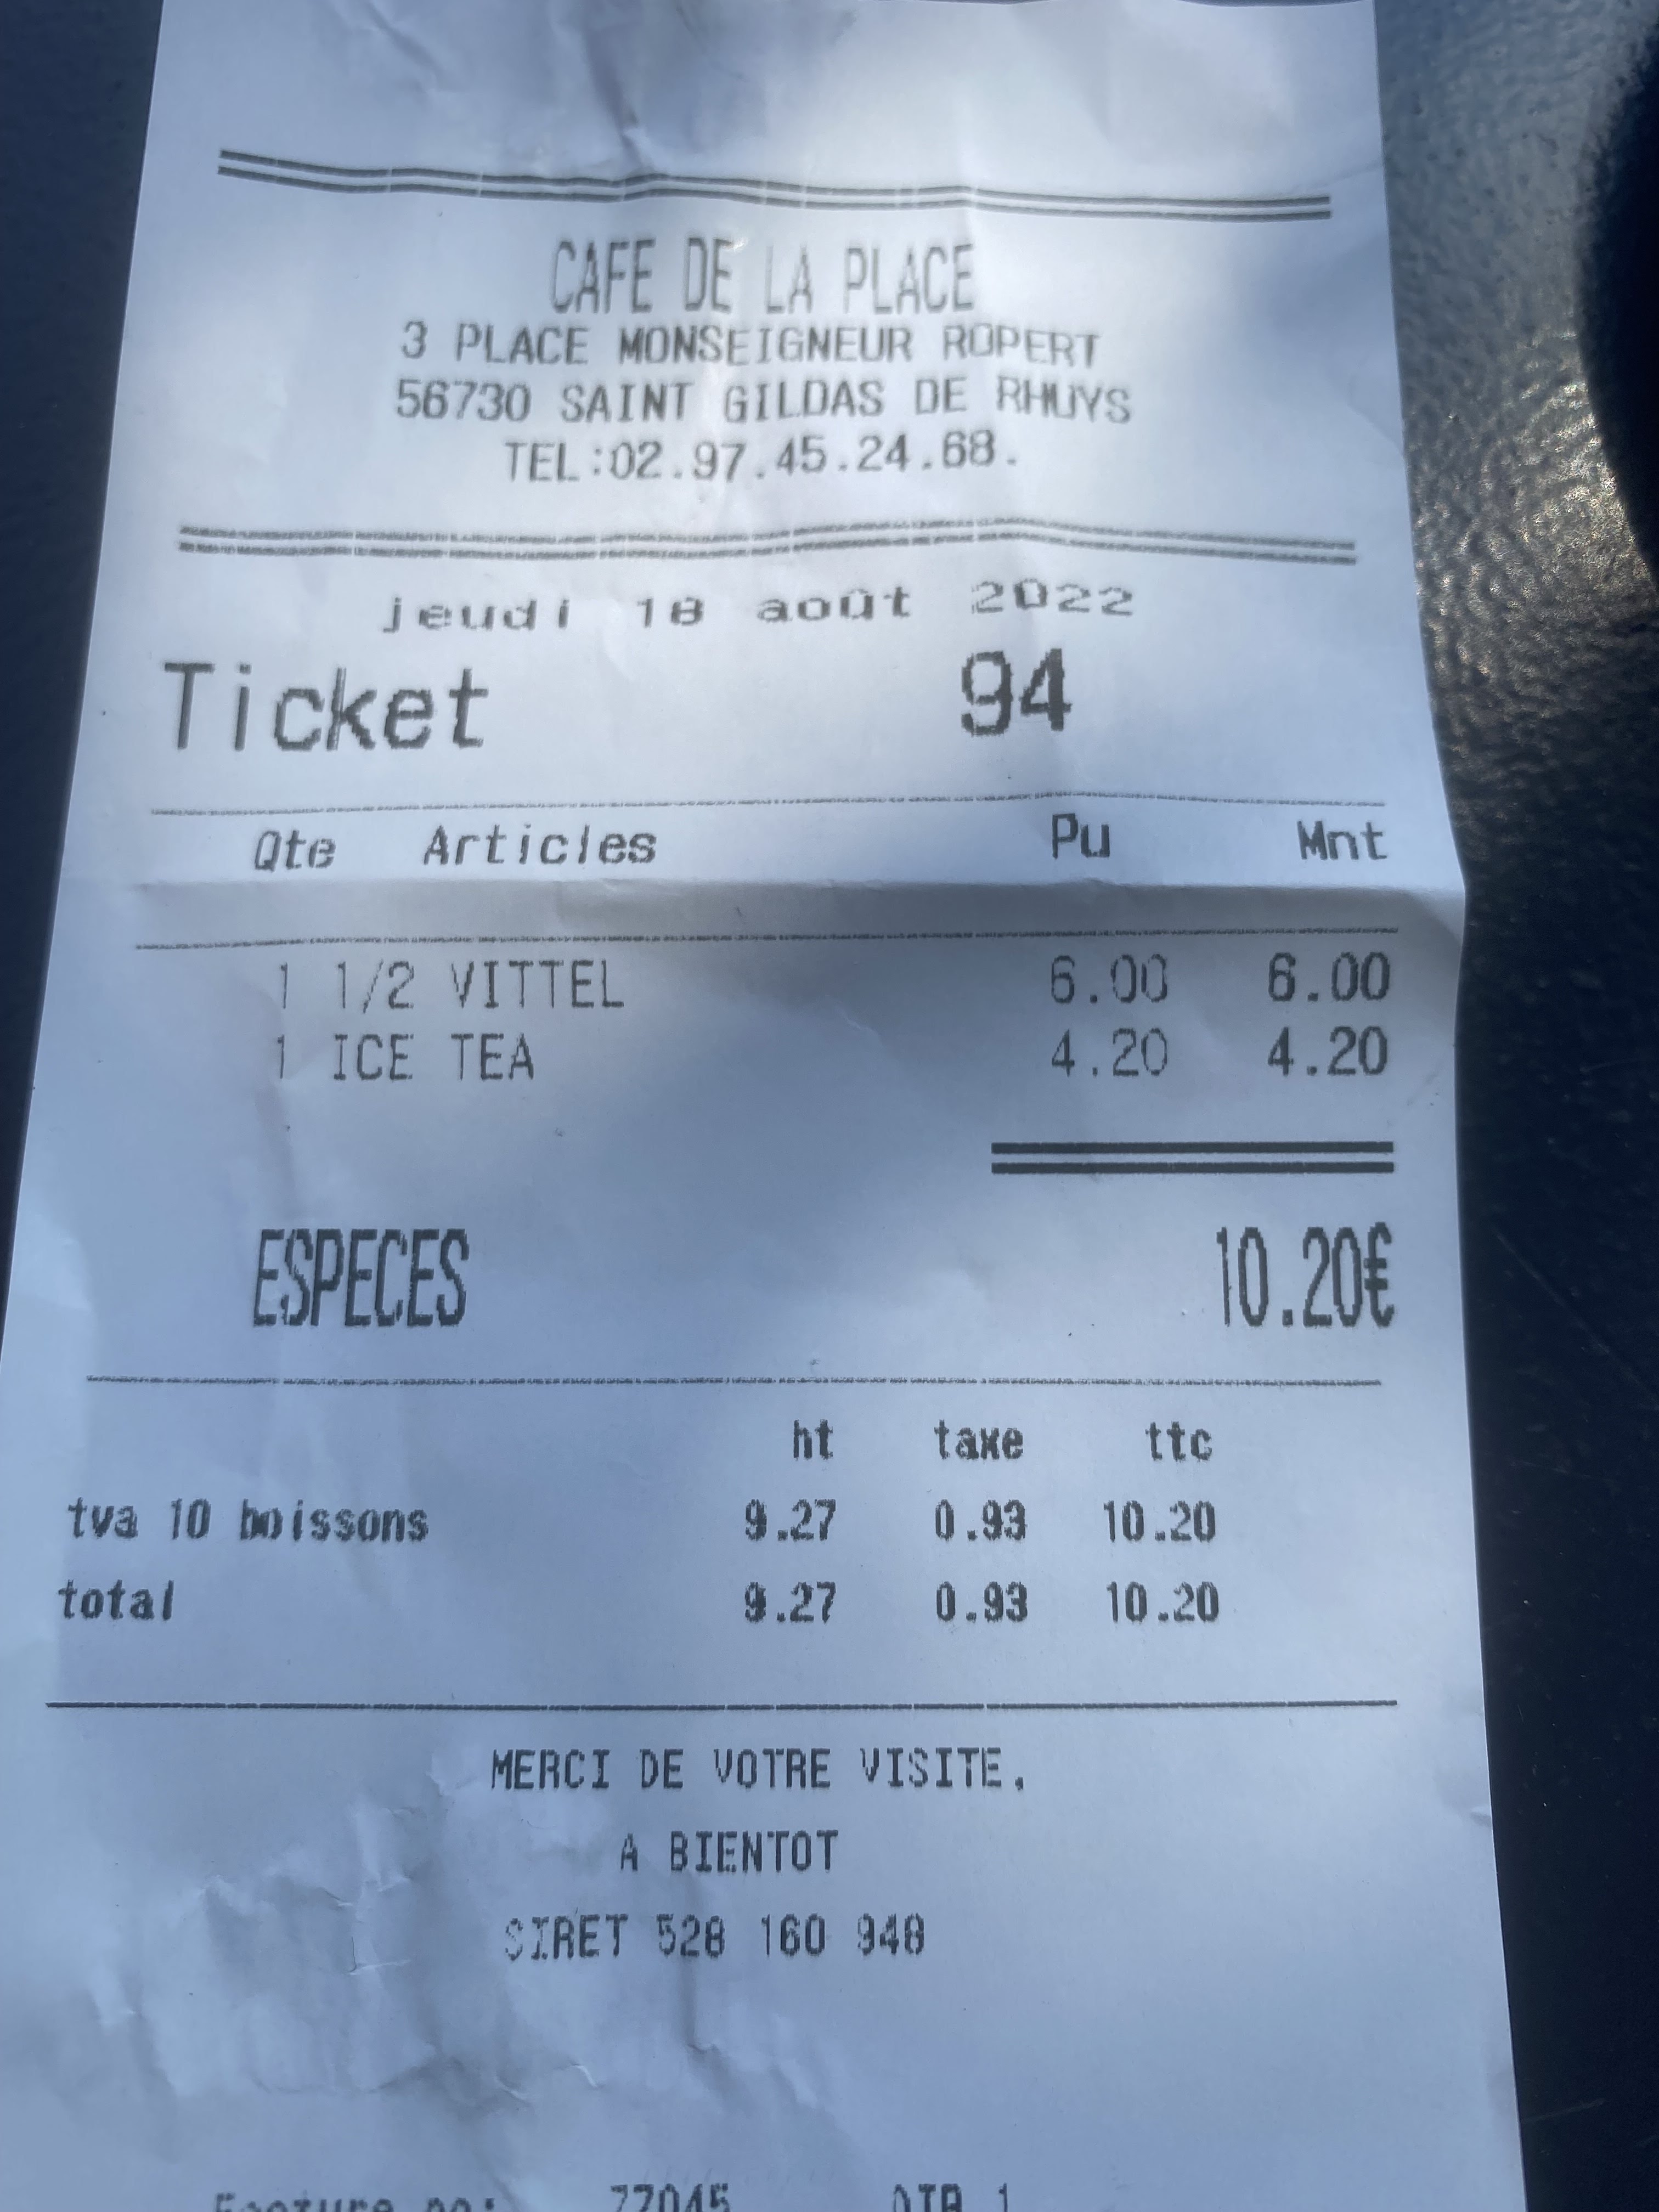 CAFE DE LA PLACE
3 PLACE MONSEIGNEUR ROPERT
56730 SAINT GILDAS DE RHUYS
TEL:02.97.45.24.68.
jeudi 18 août 2022
Ticket 94
Qte Articles Pu Mnt
1 1/2 VITTEL 6.00 6.00
1 ICE TEA 4.20 4.20
ESPECES 10.20€
ht taxe ttc
tva 10 boissons 9.27 0.93 10.20
total 9.27 0.93 10.20
MERCI DE VOTRE VISITE,
A BIENTOT
SIRET 528 160 948
Facture no: 77045